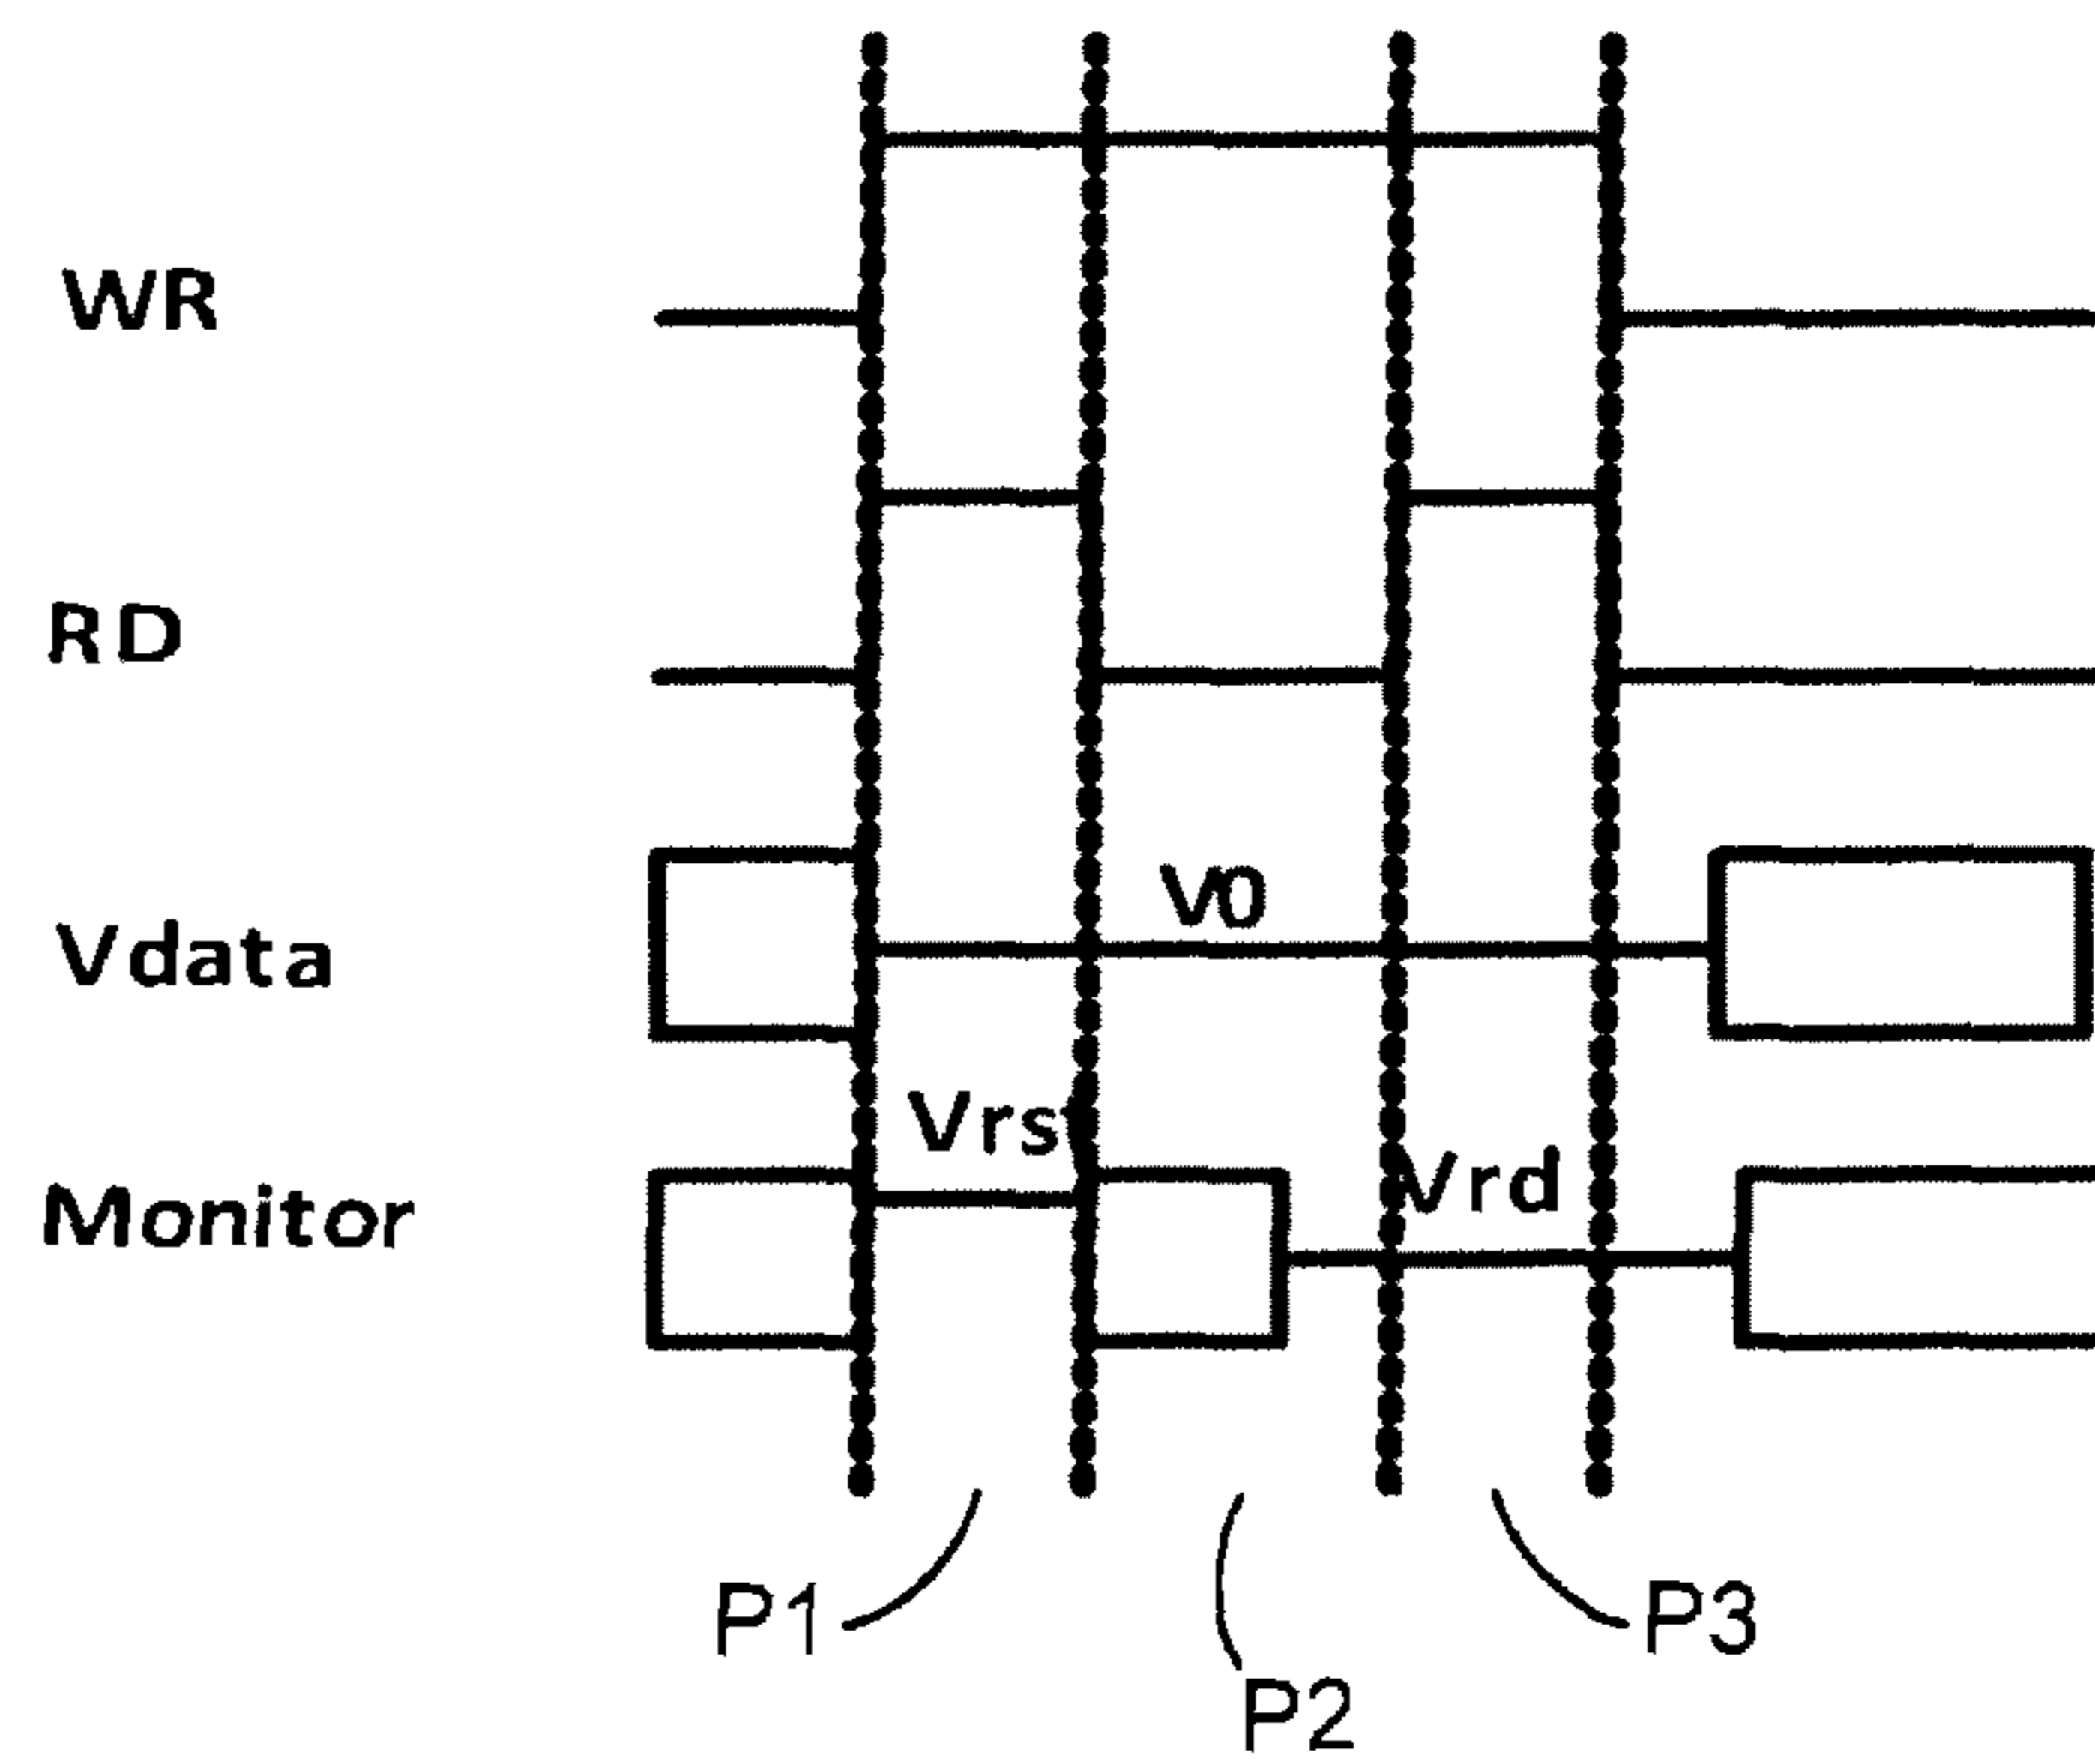 WR
RD
Vdata
V0
Vrst
Monitor
Vrd
P1
P2
P3